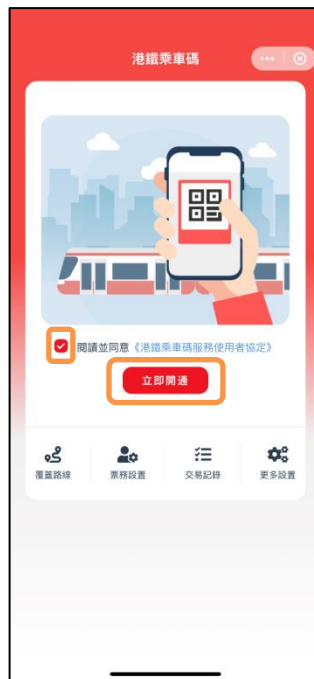 港鐵乘車碼
閱讀並同意《港鐵乘車碼服務使用者協定》
立即開通
覆蓋路線
票務設置
交易記錄
更多設置